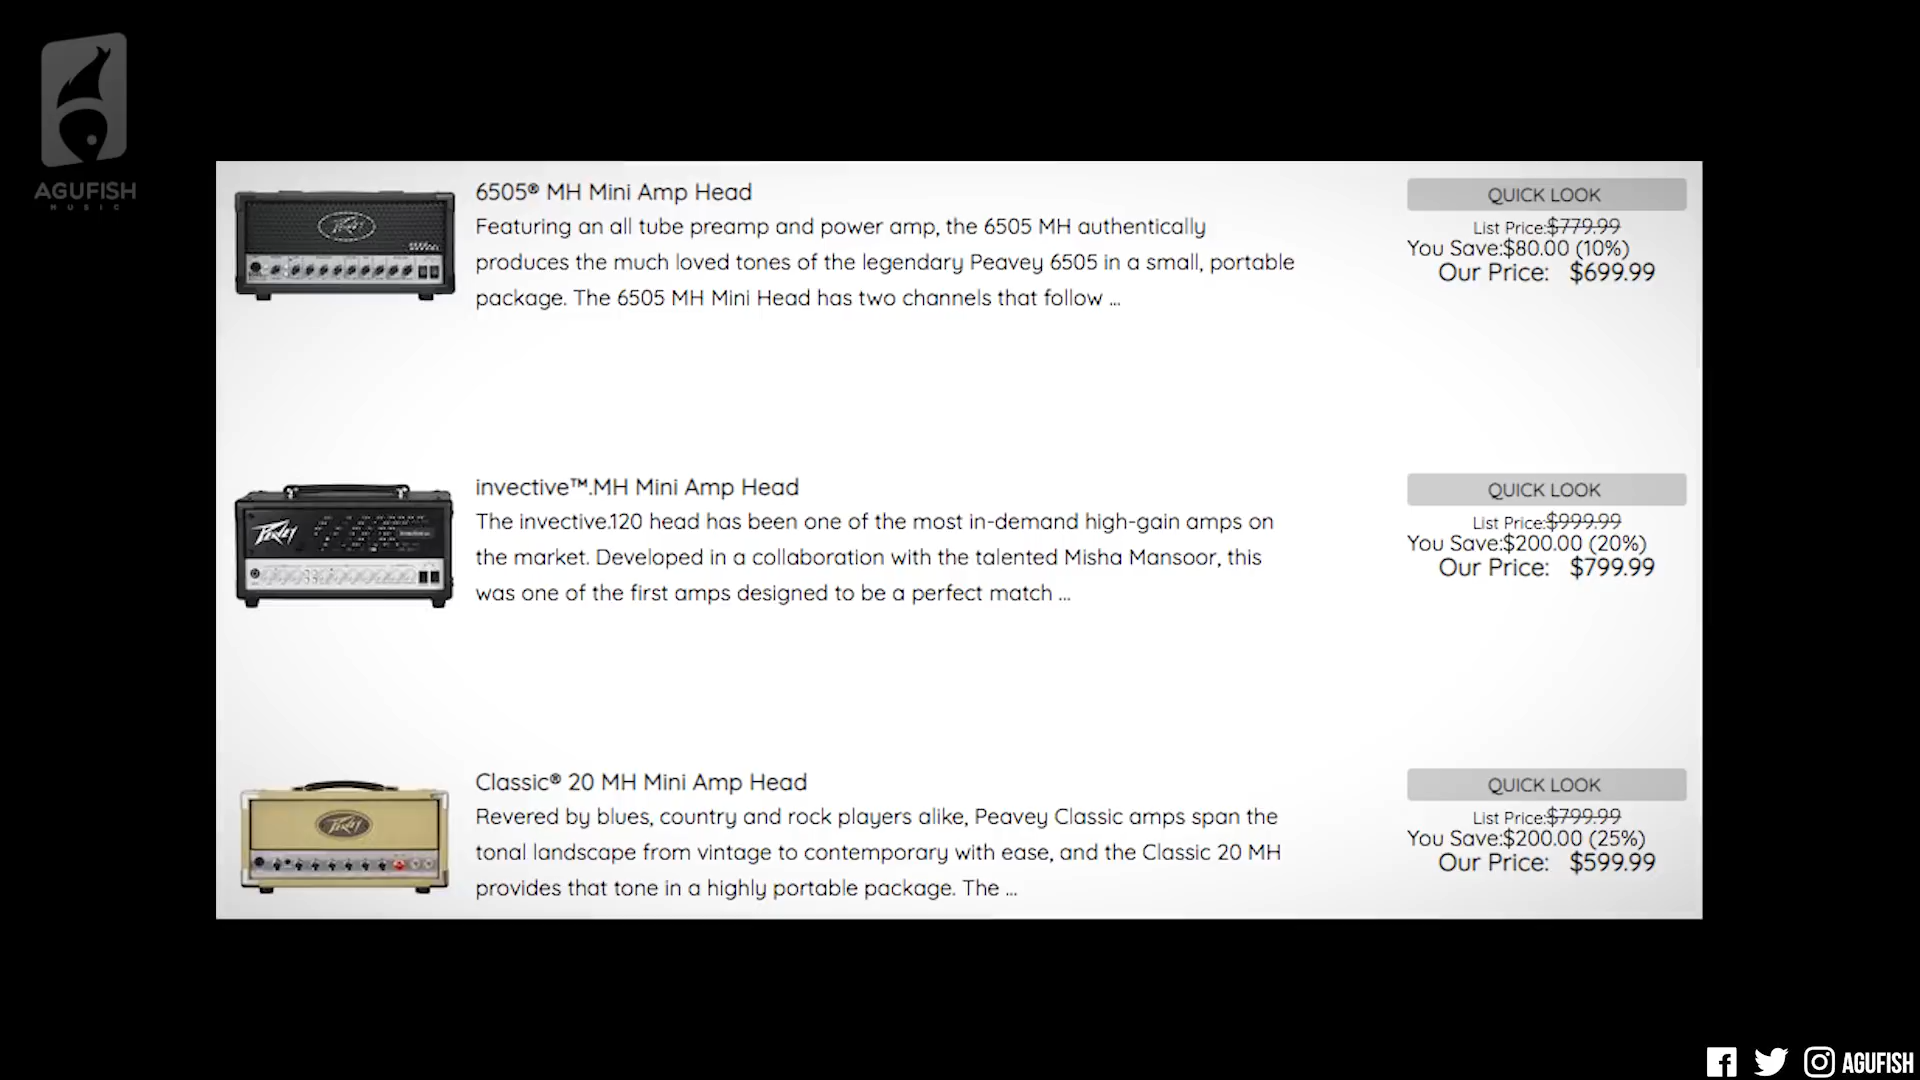 AGUFISH
MUSIC
6505® MH Mini Amp Head
Featuring an all tube preamp and power amp, the 6505 MH authentically
produces the much loved tones of the legendary Peavey 6505 in a small, portable
package. The 6505 MH Mini Head has two channels that follow ...
QUICK LOOK
List Price:$779.99
You Save:$80.00 (10%)
Our Price: $699.99
invective™.MH Mini Amp Head
The invective.120 head has been one of the most in-demand high-gain amps on
the market. Developed in a collaboration with the talented Misha Mansoor, this
was one of the first amps designed to be a perfect match ...
QUICK LOOK
List Price:$999.99
You Save:$200.00 (20%)
Our Price: $799.99
Peavey
Classic® 20 MH Mini Amp Head
Revered by blues, country and rock players alike, Peavey Classic amps span the
tonal landscape from vintage to contemporary with ease, and the Classic 20 MH
provides that tone in a highly portable package. The ...
QUICK LOOK
List Price:$799.99
You Save:$200.00 (25%)
Our Price: $599.99
AGUFISH